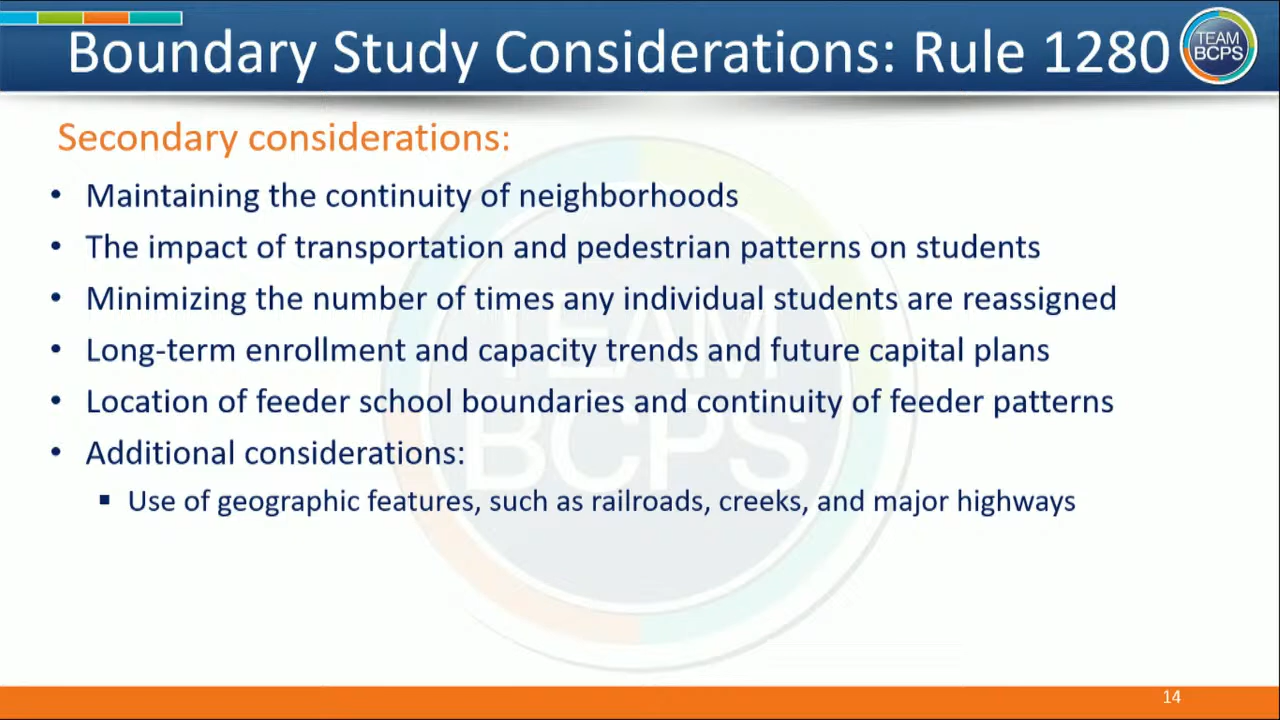 Boundary Study Considerations: Rule 1280
TEAM
BCPS
Secondary considerations:
• Maintaining the continuity of neighborhoods
• The impact of transportation and pedestrian patterns on students
• Minimizing the number of times any individual students are reassigned
• Long-term enrollment and capacity trends and future capital plans
• Location of feeder school boundaries and continuity of feeder patterns
• Additional considerations:
▪ Use of geographic features, such as railroads, creeks, and major highways
TEAM
BCPS
14